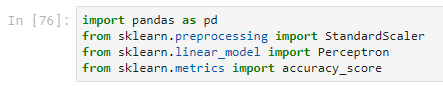 In [76]: import pandas as pd
from sklearn.preprocessing import StandardScaler
from sklearn.linear_model import Perceptron
from sklearn.metrics import accuracy_score